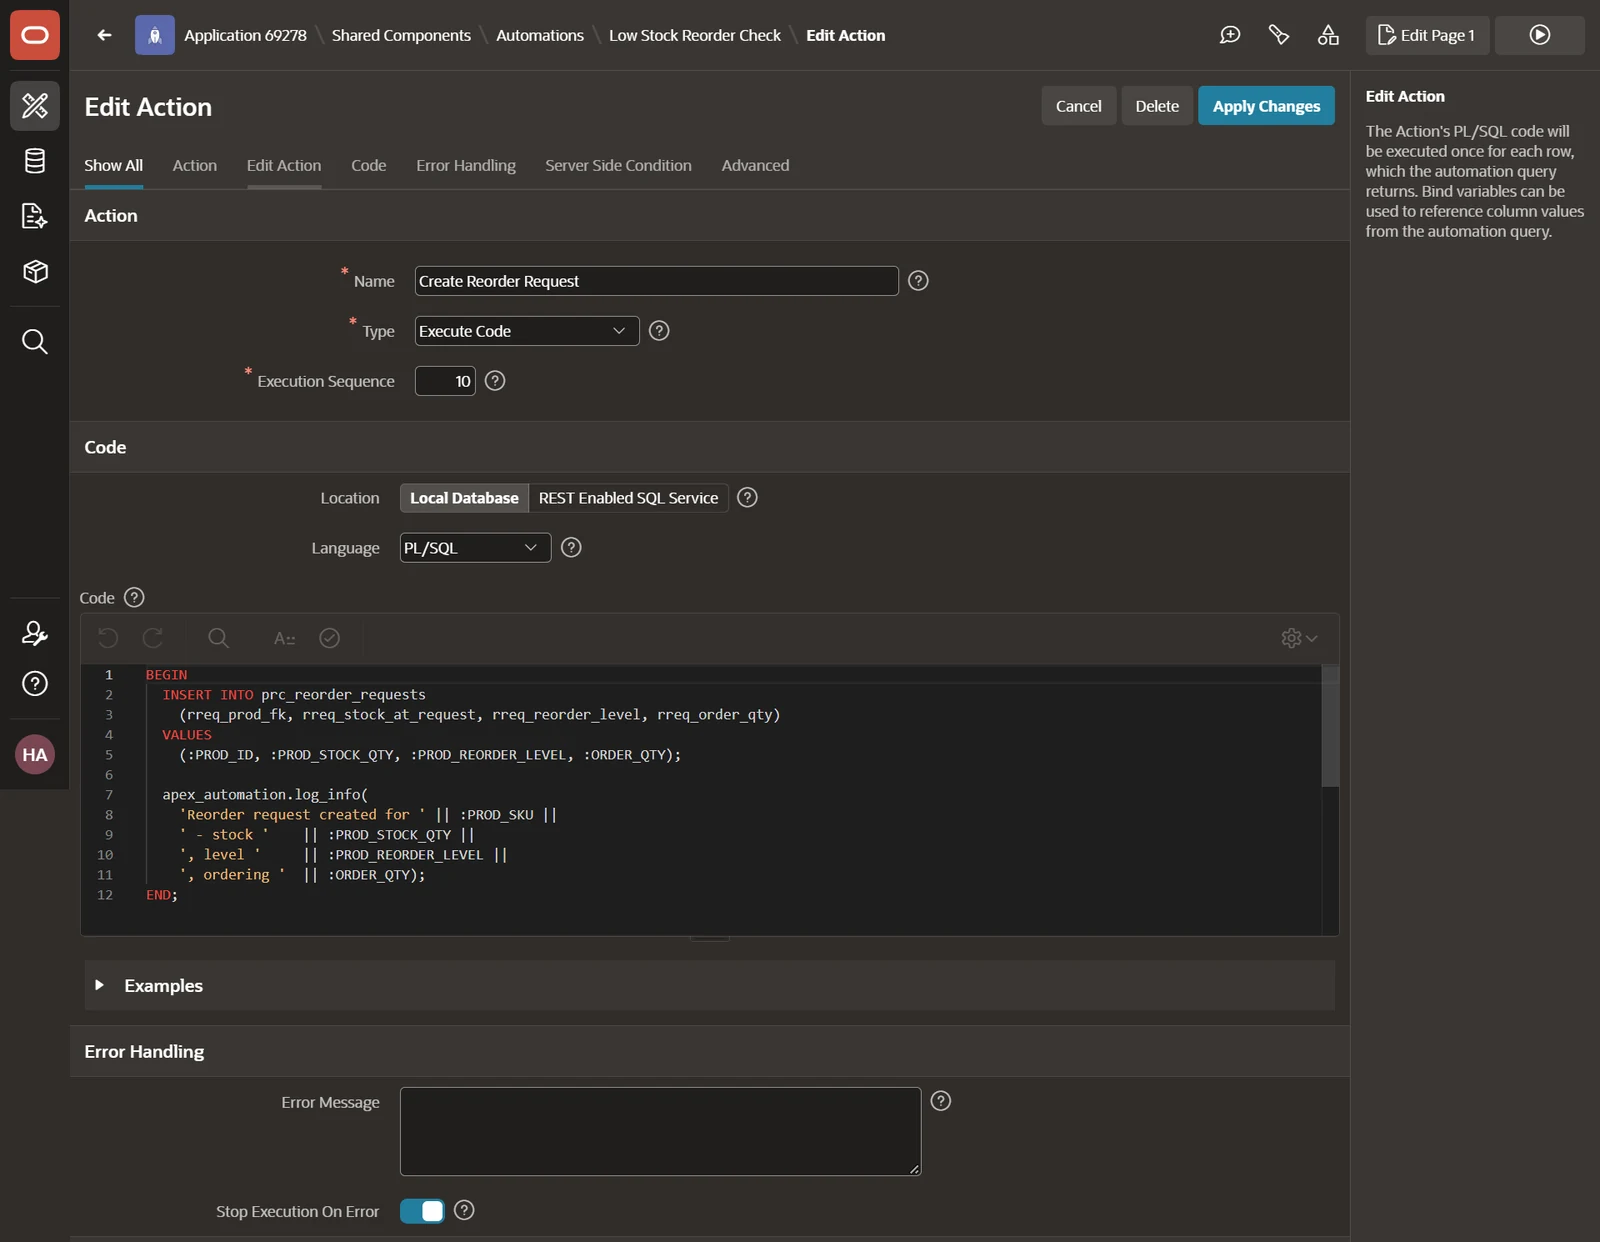 Application 69278 \ Shared Components \ Automations \ Low Stock Reorder Check \ Edit Action
Edit Page 1
Edit Action
Cancel
Delete
Apply Changes
Show All
Action
Edit Action
Code
Error Handling
Server Side Condition
Advanced
Action
* Name
Create Reorder Request
* Type
Execute Code
* Execution Sequence
10
Code
Location
Local Database
REST Enabled SQL Service
Language
PL/SQL
Code
1 BEGIN
2   INSERT INTO prc_reorder_requests
3     (rreq_prod_fk, rreq_stock_at_request, rreq_reorder_level, rreq_order_qty)
4   VALUES
5     (:PROD_ID, :PROD_STOCK_QTY, :PROD_REORDER_LEVEL, :ORDER_QTY);
6
7   apex_automation.log_info(
8     'Reorder request created for ' || :PROD_SKU ||
9     ' - stock '    || :PROD_STOCK_QTY ||
10     ', level '     || :PROD_REORDER_LEVEL ||
11     ', ordering '  || :ORDER_QTY);
12 END;
Examples
Error Handling
Error Message
Stop Execution On Error
HA
Edit Action
The Action's PL/SQL code will
be executed once for each row,
which the automation query
returns. Bind variables can be
used to reference column values
from the automation query.